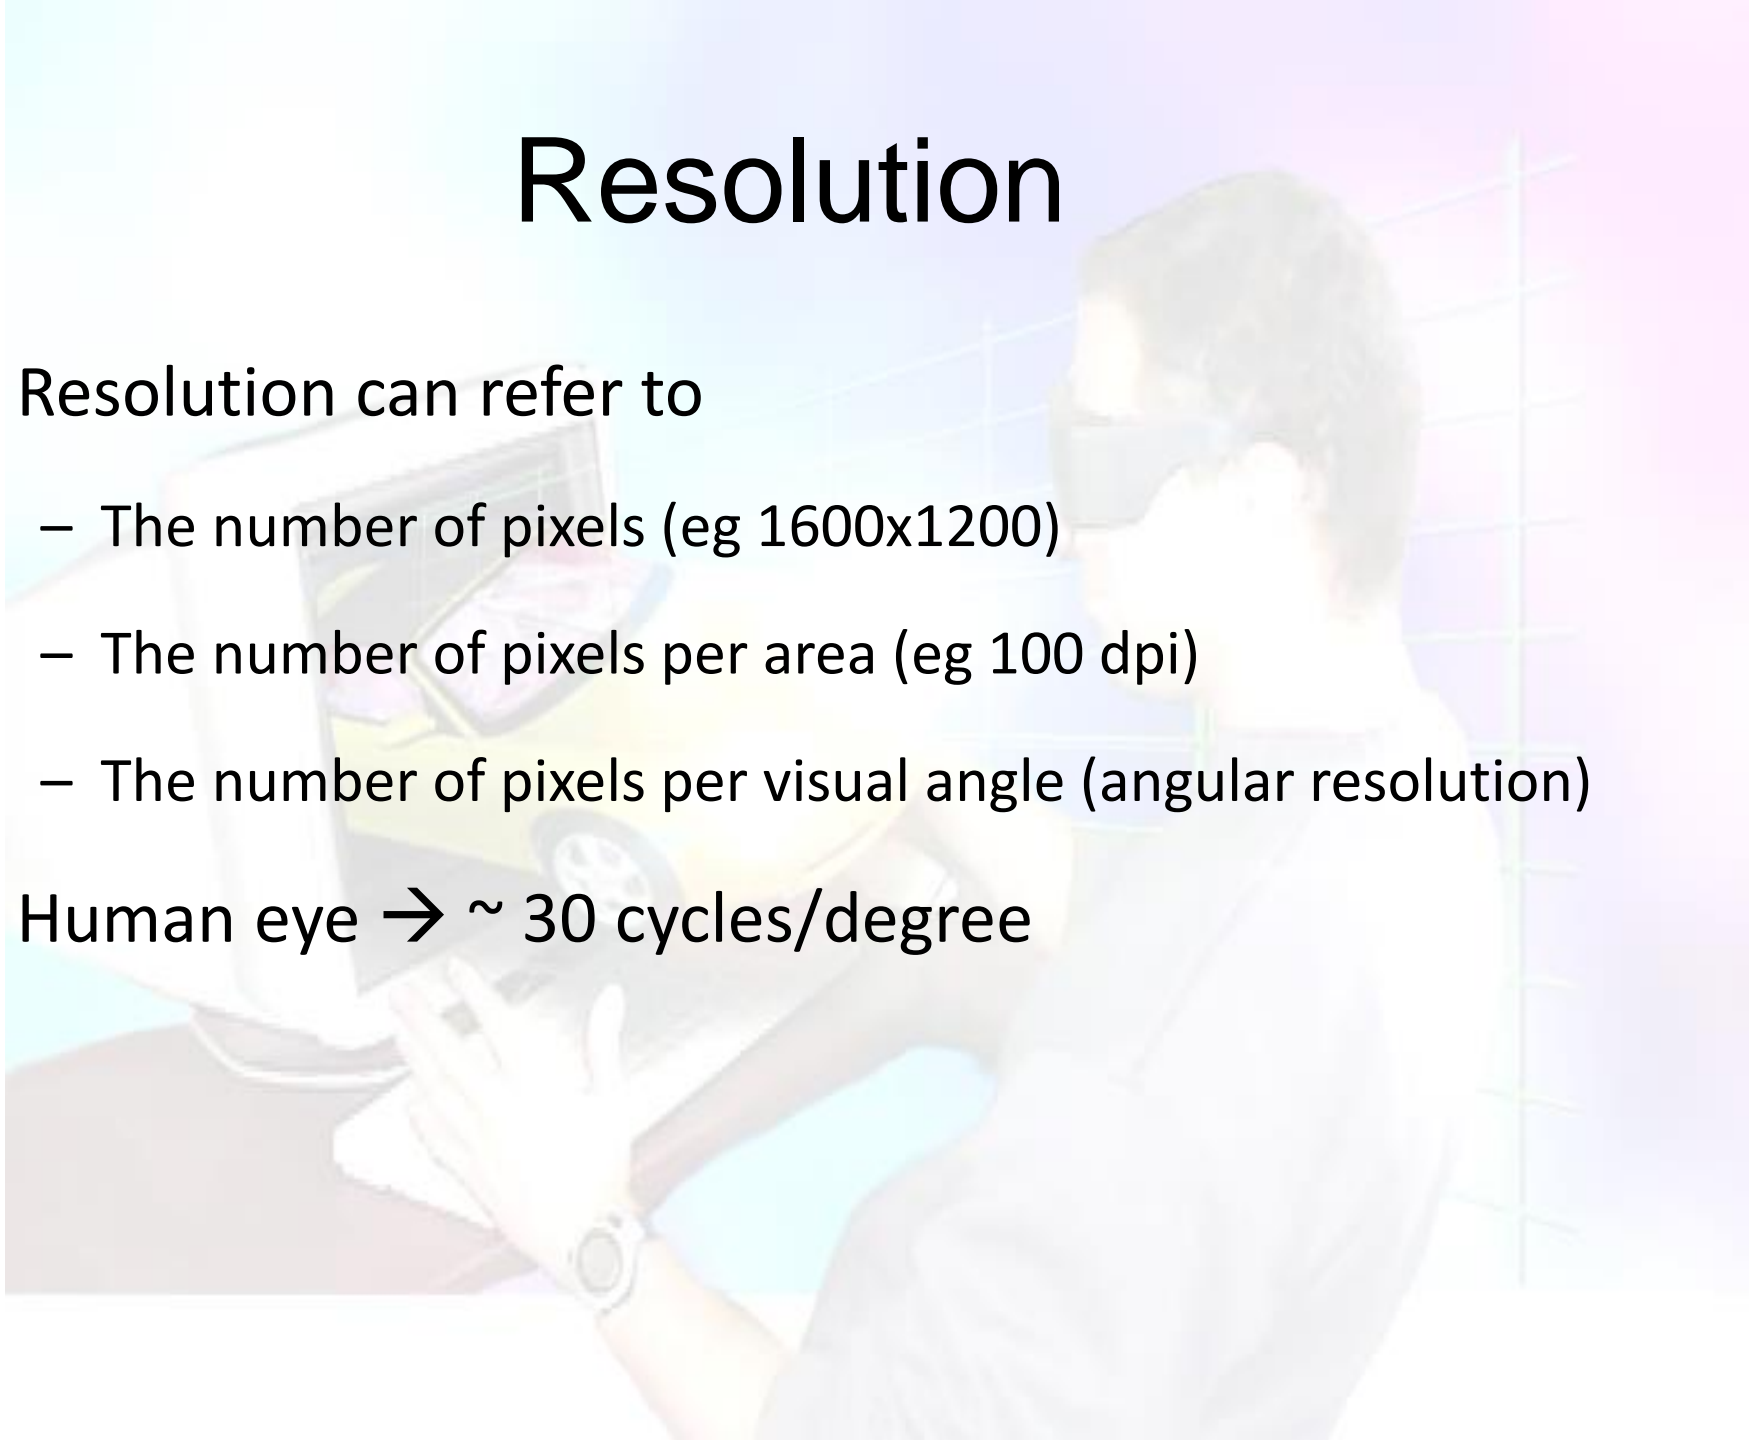 Resolution
Resolution can refer to
– The number of pixels (eg 1600x1200)
– The number of pixels per area (eg 100 dpi)
– The number of pixels per visual angle (angular resolution)
Human eye → ~ 30 cycles/degree